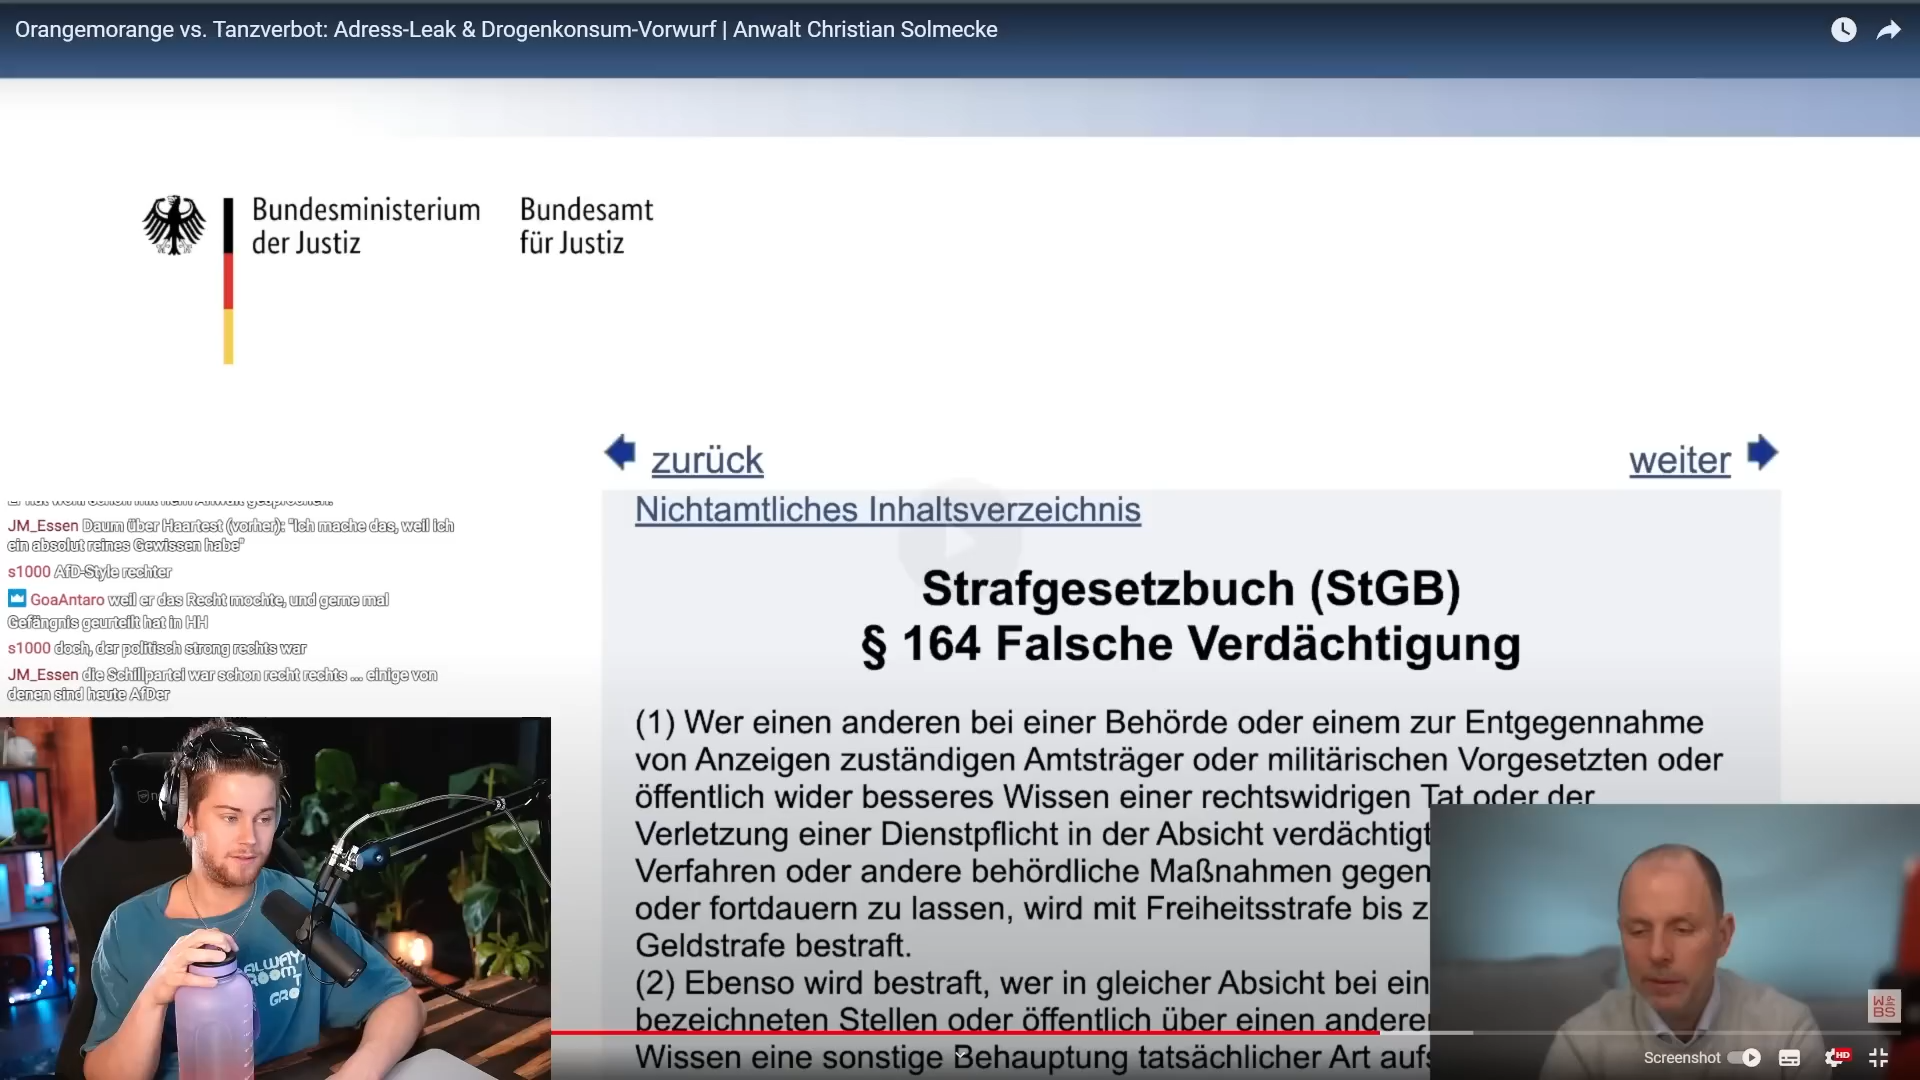 Orangemorange vs. Tanzverbot: Adress-Leak & Drogenkonsum-Vorwurf | Anwalt Christian Solmecke
Bundesministerium
der Justiz
Bundesamt
für Justiz
zurück
weiter
Nichtamtliches Inhaltsverzeichnis
Strafgesetzbuch (StGB)
§ 164 Falsche Verdächtigung
(1) Wer einen anderen bei einer Behörde oder einem zur Entgegennahme
von Anzeigen zuständigen Amtsträger oder militärischen Vorgesetzten oder
öffentlich wider besseres Wissen einer rechtswidrigen Tat oder der
Verletzung einer Dienstpflicht in der Absicht verdächtigt
Verfahren oder andere behördliche Maßnahmen gegen
oder fortdauern zu lassen, wird mit Freiheitsstrafe bis z
Geldstrafe bestraft.
(2) Ebenso wird bestraft, wer in gleicher Absicht bei ein
bezeichneten Stellen oder öffentlich über einen anderen
Wissen eine sonstige Behauptung tatsächlicher Art aufs
JM_Essen Daum über Haartest (vorher): "Ich mache das, weil ich
ein absolut reines Gewissen habe"
s1000 AfD-Style rechter
GoaAntaro weil er das Recht mochte, und gerne mal
Gefängnis geurteilt hat in HH
s1000 doch, der politisch strong rechts war
JM_Essen die Schillpartei war schon recht rechts ... einige von
denen sind heute AfDer
ALWAYS
ROOM T
GRO
WBS
Screenshot
HD